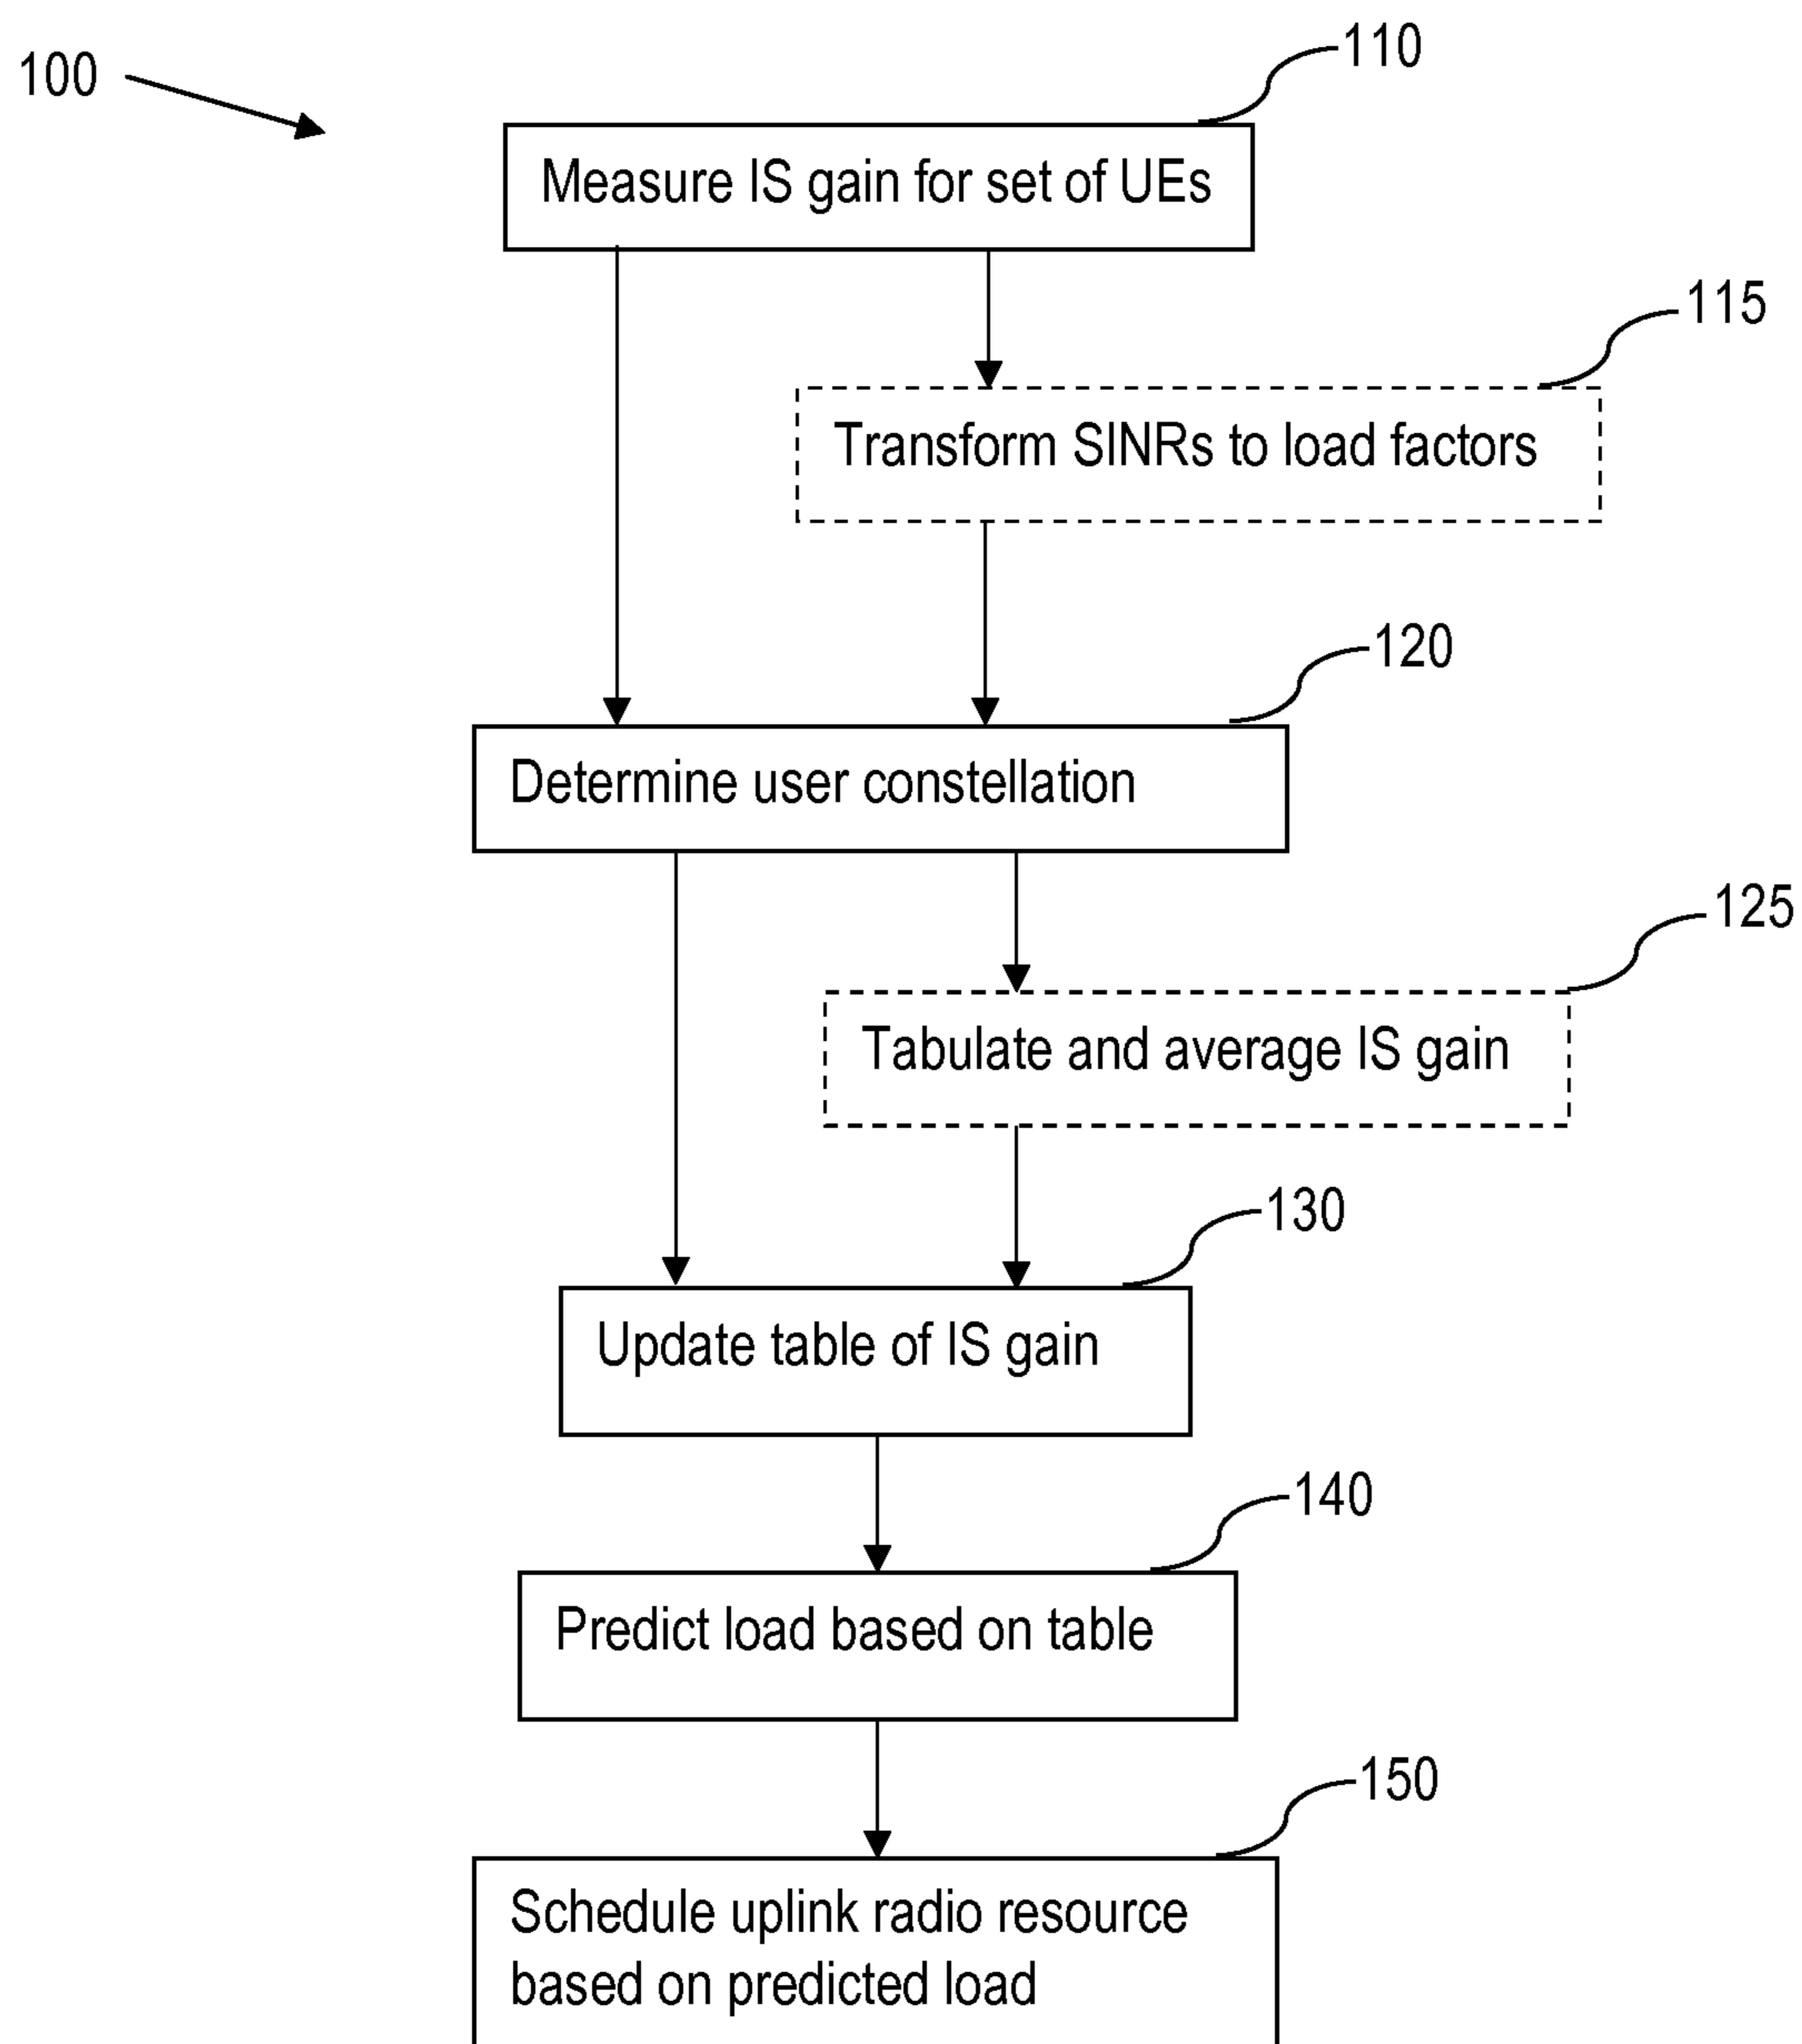 100
110
Measure IS gain for set of UEs
115
Transform SINRs to load factors
120
Determine user constellation
125
Tabulate and average IS gain
130
Update table of IS gain
140
Predict load based on table
150
Schedule uplink radio resource
based on predicted load